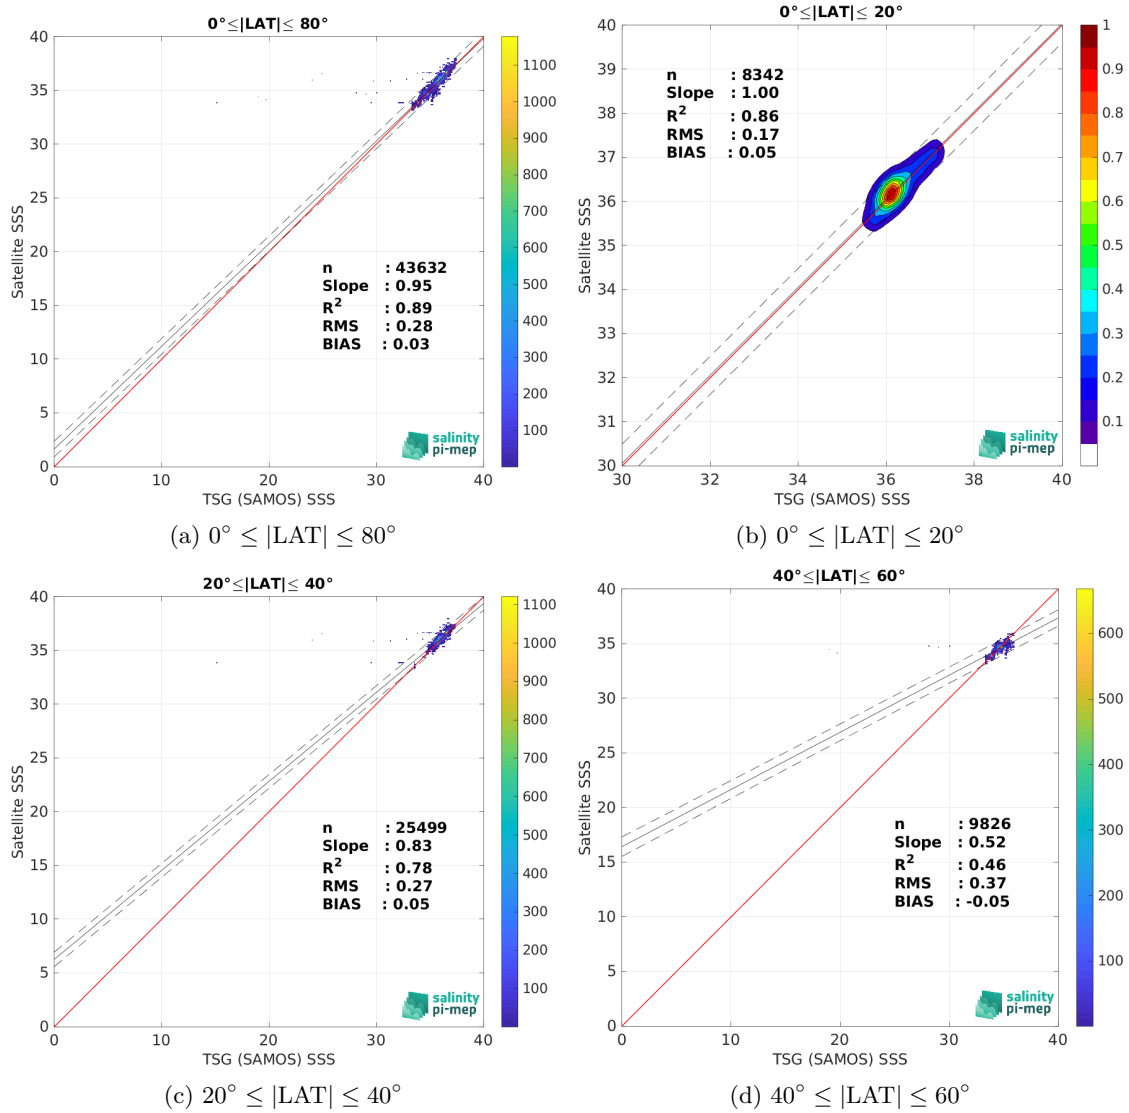 0°≤|LAT|≤ 80°
40
35
30
25
20
15
10
5
0
Satellite SSS
n : 43632
Slope : 0.95
R² : 0.89
RMS : 0.28
BIAS : 0.03
salinity
pi-mep
0 10 20 30 40
TSG (SAMOS) SSS
1100
1000
900
800
700
600
500
400
300
200
100
(a) 0° ≤ |LAT| ≤ 80°
0°≤|LAT|≤ 20°
40
39
38
37
36
35
34
33
32
31
30
Satellite SSS
n : 8342
Slope : 1.00
R² : 0.86
RMS : 0.17
BIAS : 0.05
salinity
pi-mep
30 32 34 36 38 40
TSG (SAMOS) SSS
1
0.9
0.8
0.7
0.6
0.5
0.4
0.3
0.2
0.1
(b) 0° ≤ |LAT| ≤ 20°
20°≤|LAT|≤ 40°
40
35
30
25
20
15
10
5
0
Satellite SSS
n : 25499
Slope : 0.83
R² : 0.78
RMS : 0.27
BIAS : 0.05
salinity
pi-mep
0 10 20 30 40
TSG (SAMOS) SSS
1100
1000
900
800
700
600
500
400
300
200
100
(c) 20° ≤ |LAT| ≤ 40°
40°≤|LAT|≤ 60°
40
35
30
25
20
15
10
5
0
Satellite SSS
n : 9826
Slope : 0.52
R² : 0.46
RMS : 0.37
BIAS : -0.05
salinity
pi-mep
0 10 20 30 40
TSG (SAMOS) SSS
600
500
400
300
200
100
(d) 40° ≤ |LAT| ≤ 60°